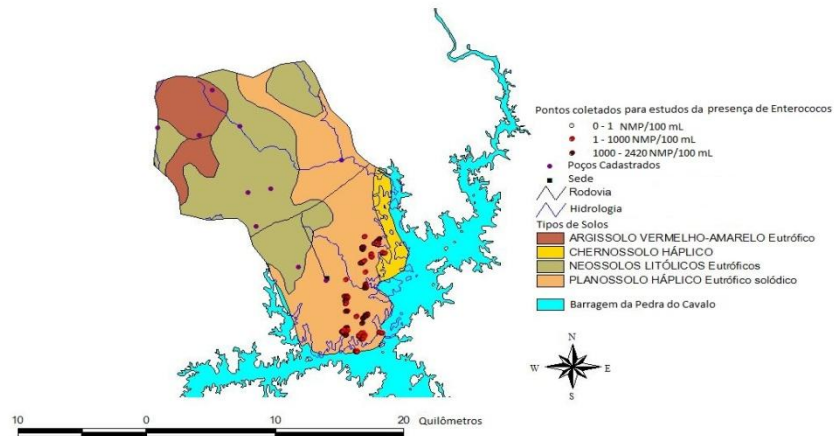 Pontos coletados para estudos da presença de Enterococos
0 - 1 NMP/100 mL
1 - 1000 NMP/100 mL
1000 - 2420 NMP/100 mL
Poços Cadastrados
Sede
Rodovia
Hidrologia
Tipos de Solos
ARGISSOLO VERMELHO-AMARELO Eutrófico
CHERNOSSOLO HÁPLICO
NEOSSOLOS LITÓLICOS Eutróficos
PLANOSSOLO HÁPLICO Eutrófico solódico
Barragem da Pedra do Cavalo
N
W E
S
10 0 10 20 Quilômetros